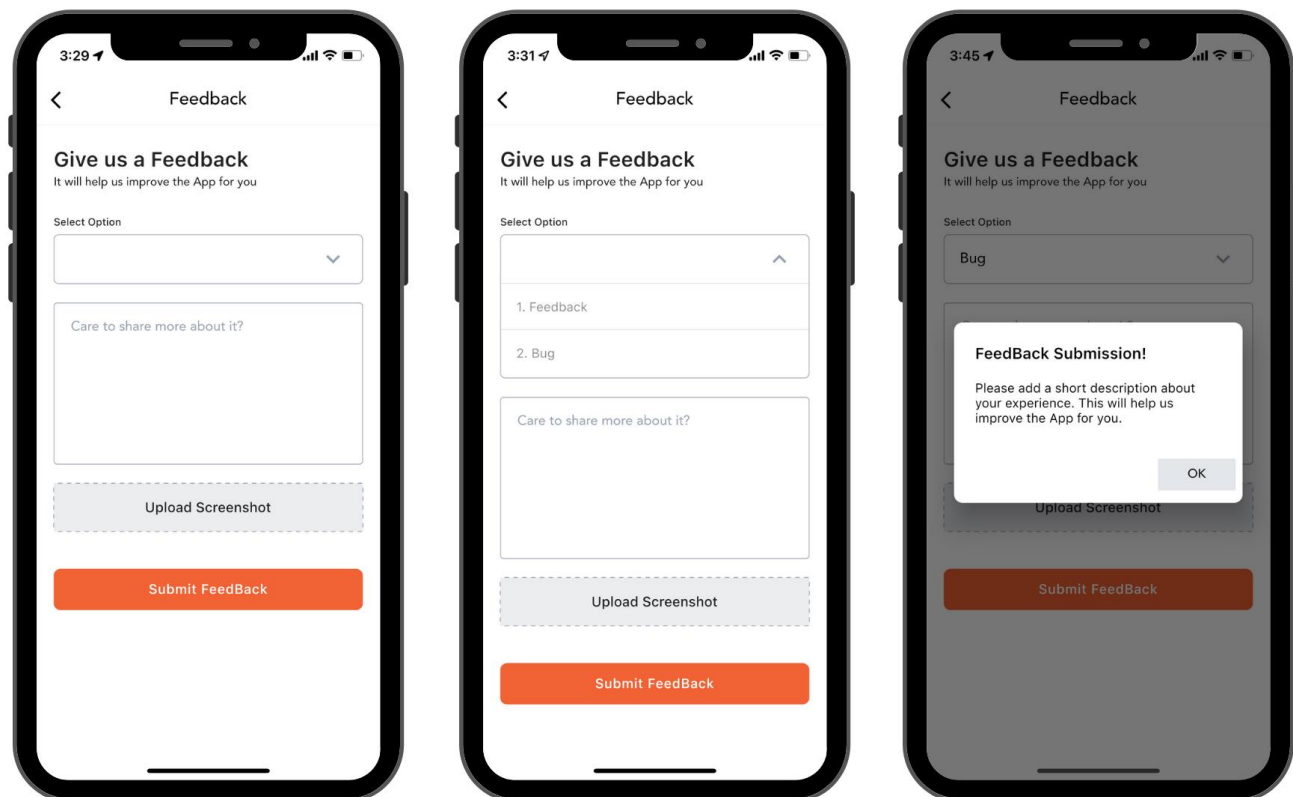 3:29
Feedback
Give us a Feedback
It will help us improve the App for you
Select Option
Care to share more about it?
Upload Screenshot
Submit FeedBack
3:31
Feedback
Give us a Feedback
It will help us improve the App for you
Select Option
1. Feedback
2. Bug
Care to share more about it?
Upload Screenshot
Submit FeedBack
3:45
Feedback
Give us a Feedback
It will help us improve the App for you
Select Option
Bug
FeedBack Submission!
Please add a short description about
your experience. This will help us
improve the App for you.
OK
Upload Screenshot
Submit FeedBack